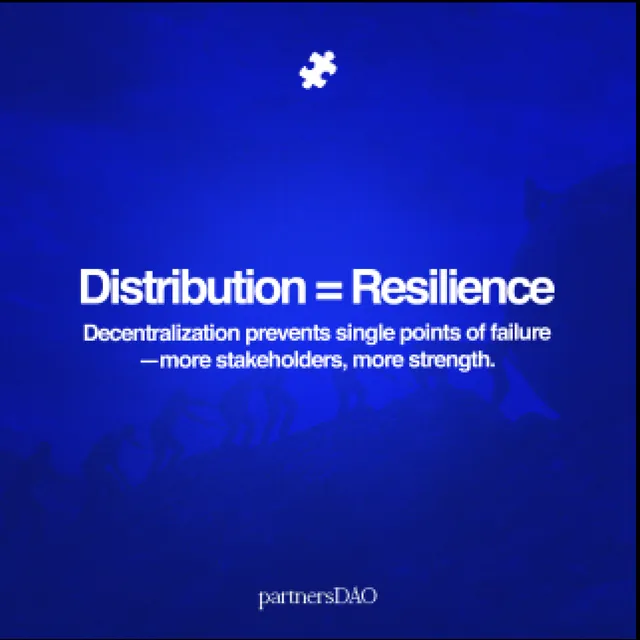 Distribution = Resilience
Decentralization prevents single points of failure
—more stakeholders, more strength.
partnersDAO